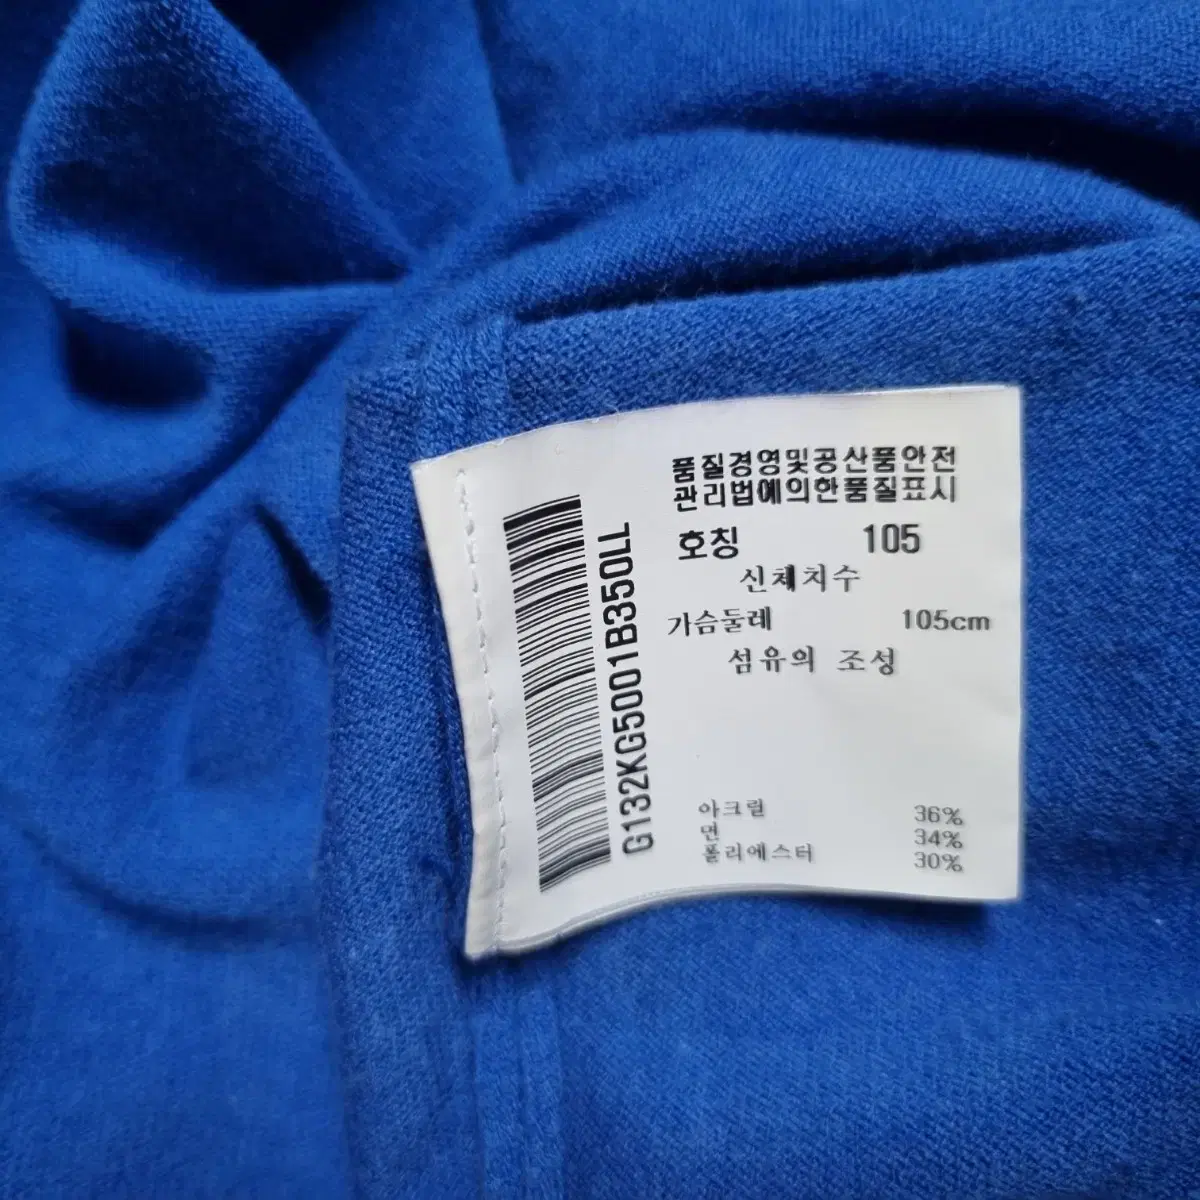 품질경영및공산품안전
관리법에의한품질표시
호칭 105
신체치수
가슴둘레 105cm
섬유의 조성
아크릴 36%
면 34%
폴리에스터 30%
G132KG5001B350LL